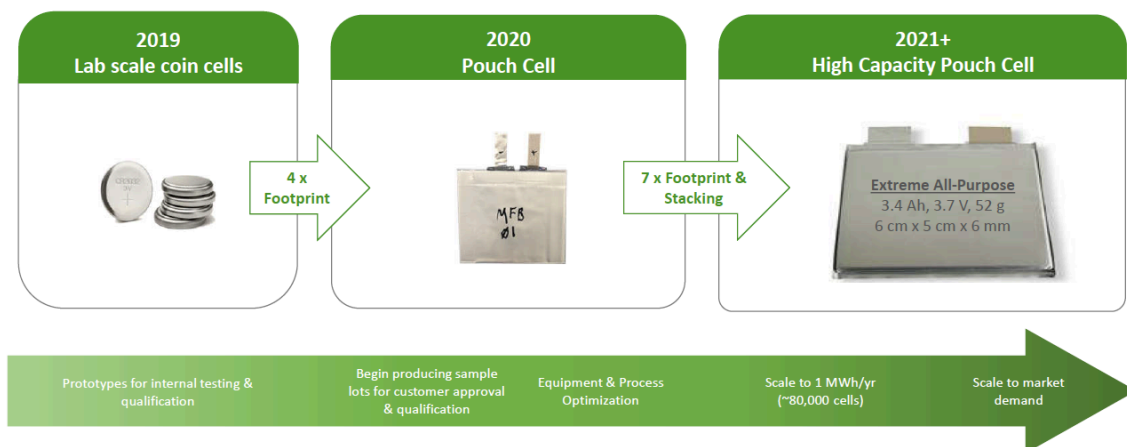 2019
Lab scale coin cells
2020
Pouch Cell
2021+
High Capacity Pouch Cell
4 x
Footprint
MFB
Ø1
7 x Footprint &
Stacking
Extreme All-Purpose
3.4 Ah, 3.7 V, 52 g
6 cm x 5 cm x 6 mm
Prototypes for internal testing &
qualification
Begin producing sample
lots for customer approval
& qualification
Equipment & Process
Optimization
Scale to 1 MWh/yr
(~80,000 cells)
Scale to market
demand